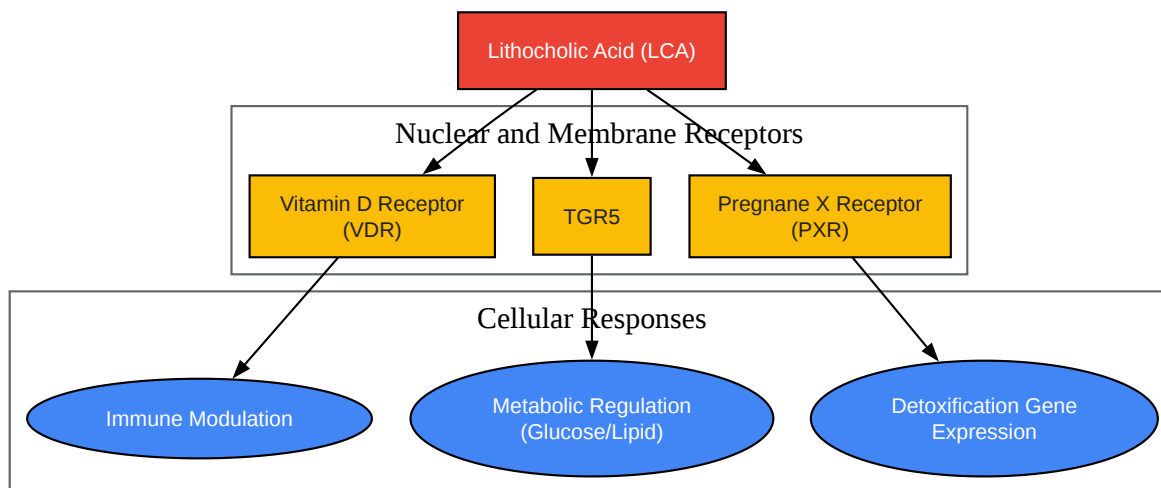 Lithocholic Acid (LCA)
Nuclear and Membrane Receptors
Vitamin D Receptor
(VDR)
TGR5
Pregnane X Receptor
(PXR)
Cellular Responses
Immune Modulation
Metabolic Regulation
(Glucose/Lipid)
Detoxification Gene
Expression